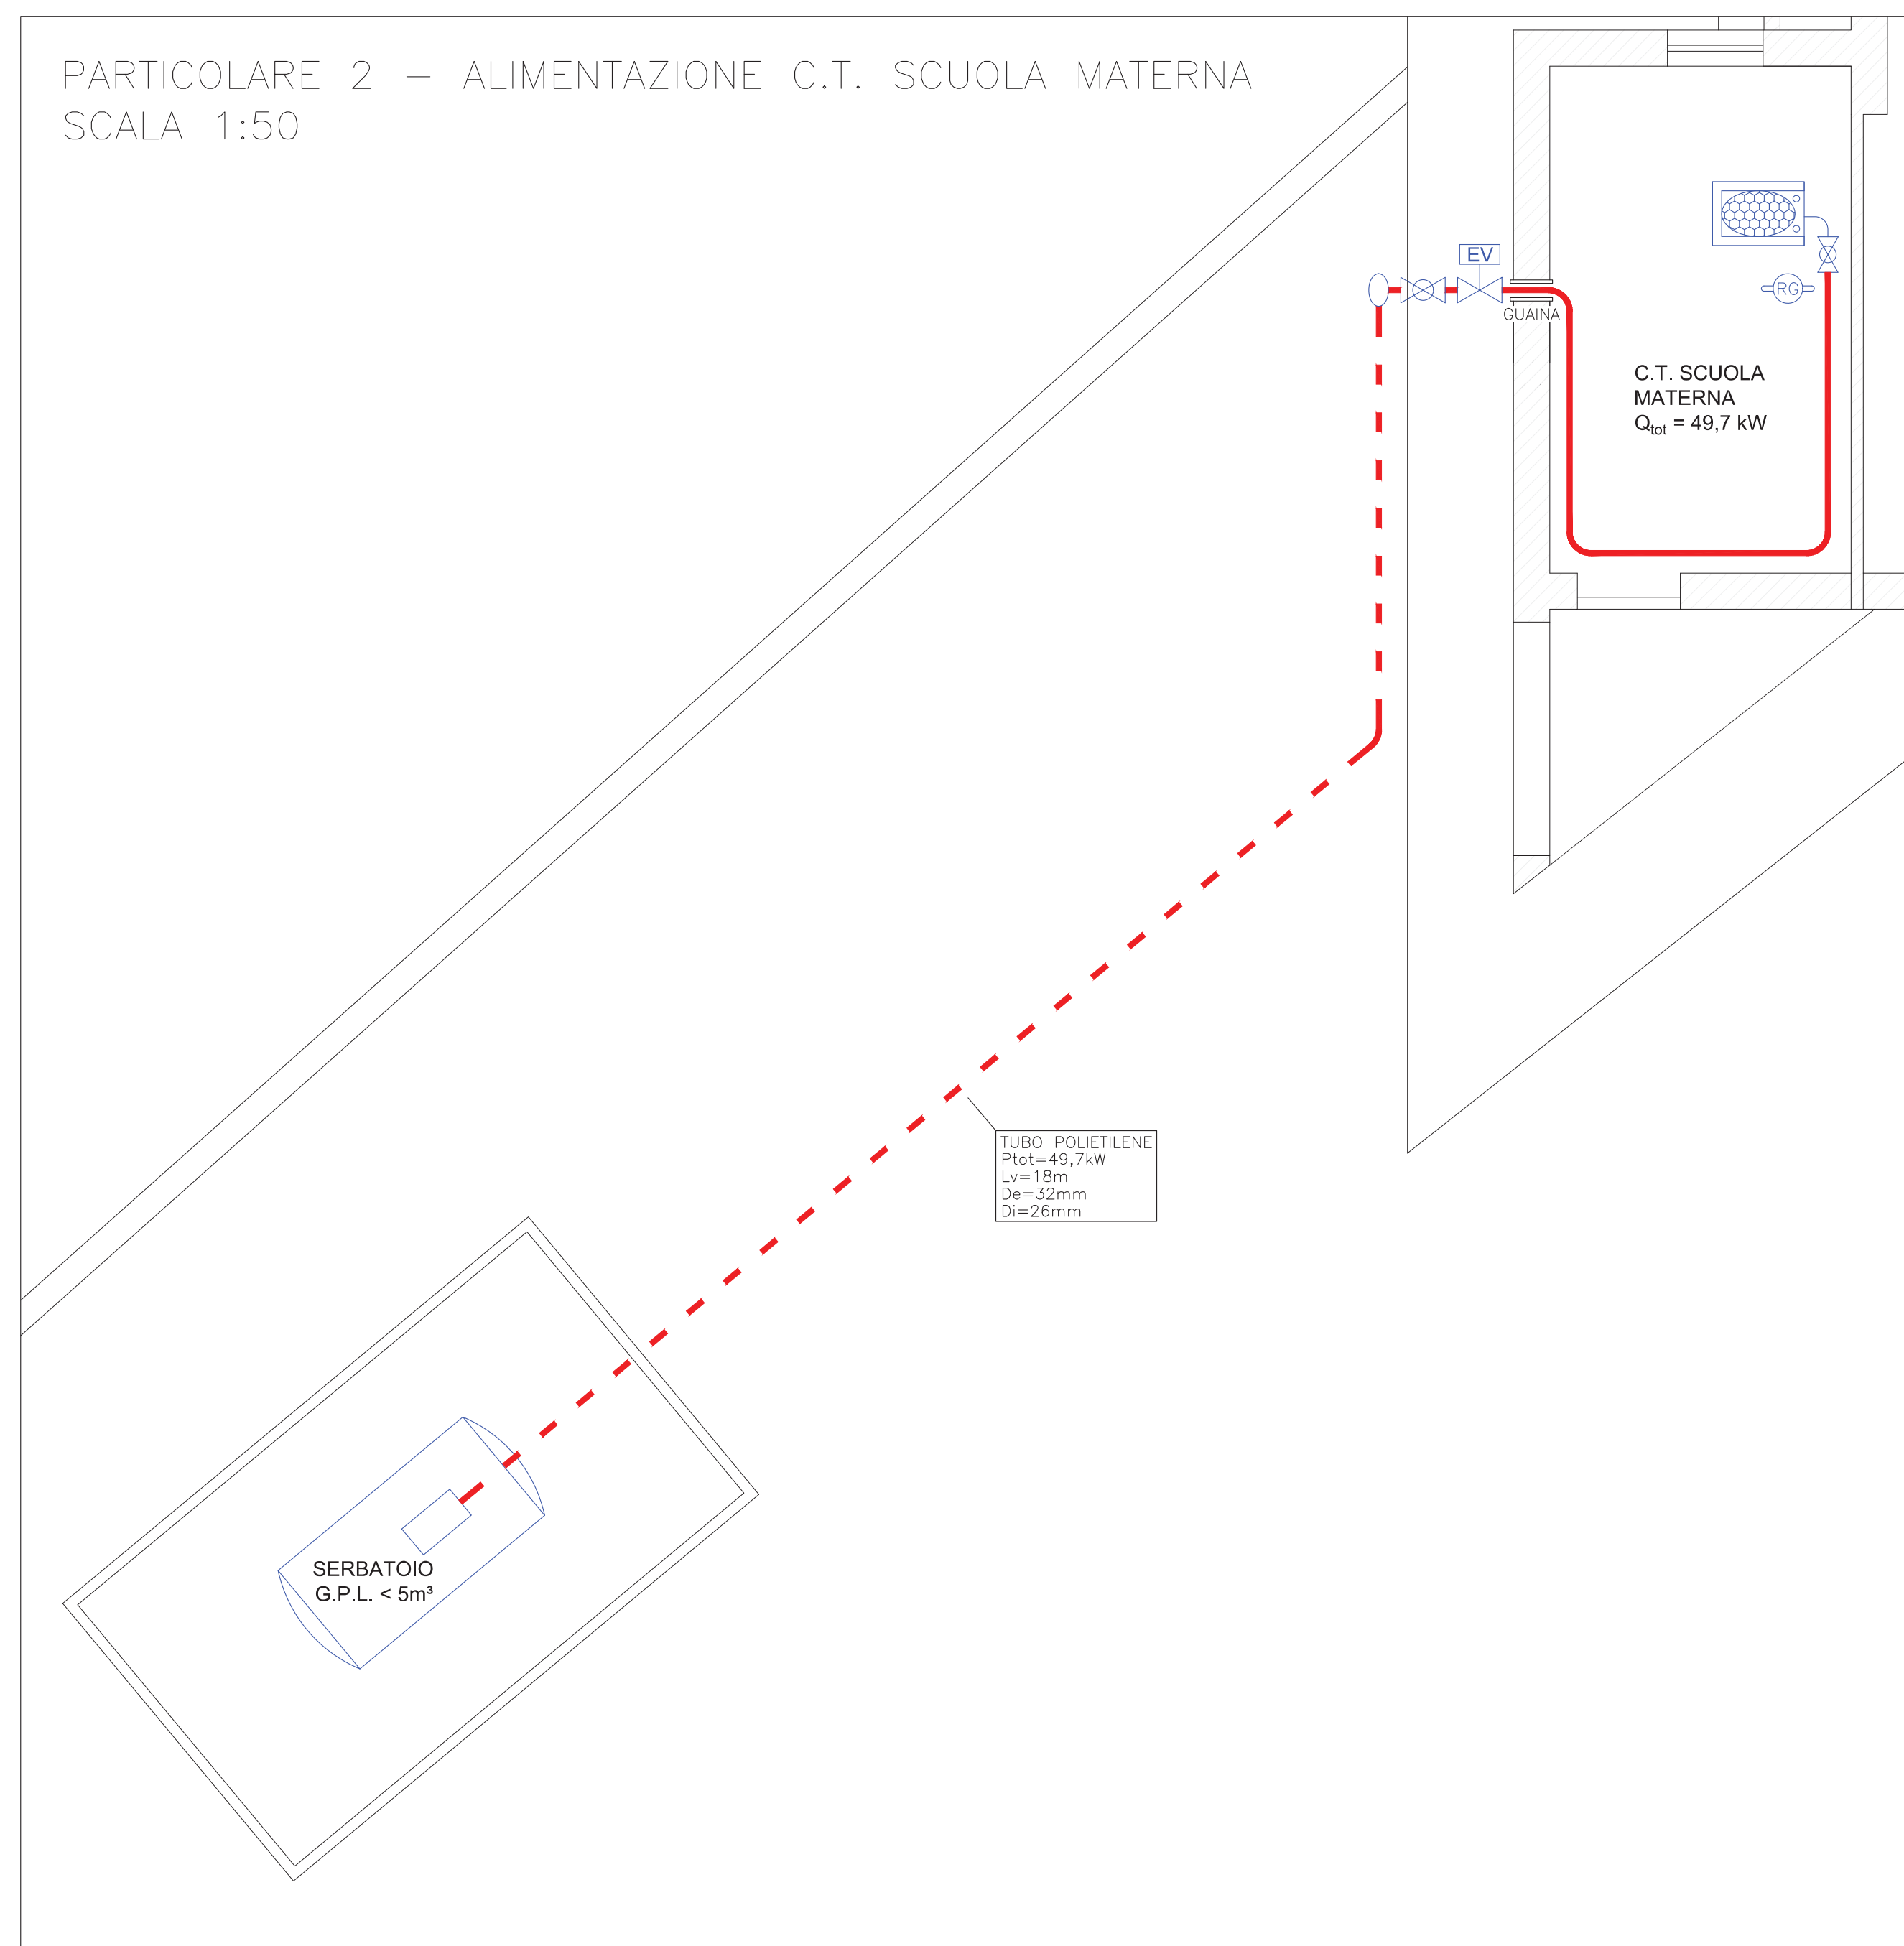 PARTICOLARE 2 – ALIMENTAZIONE C.T. SCUOLA MATERNA
SCALA 1:50
EV
GUAINA
RG
C.T. SCUOLA
MATERNA
Qtot = 49,7 kW
TUBO POLIETILENE
Ptot=49,7kW
Lv=18m
De=32mm
Di=26mm
SERBATOIO
G.P.L. < 5m³